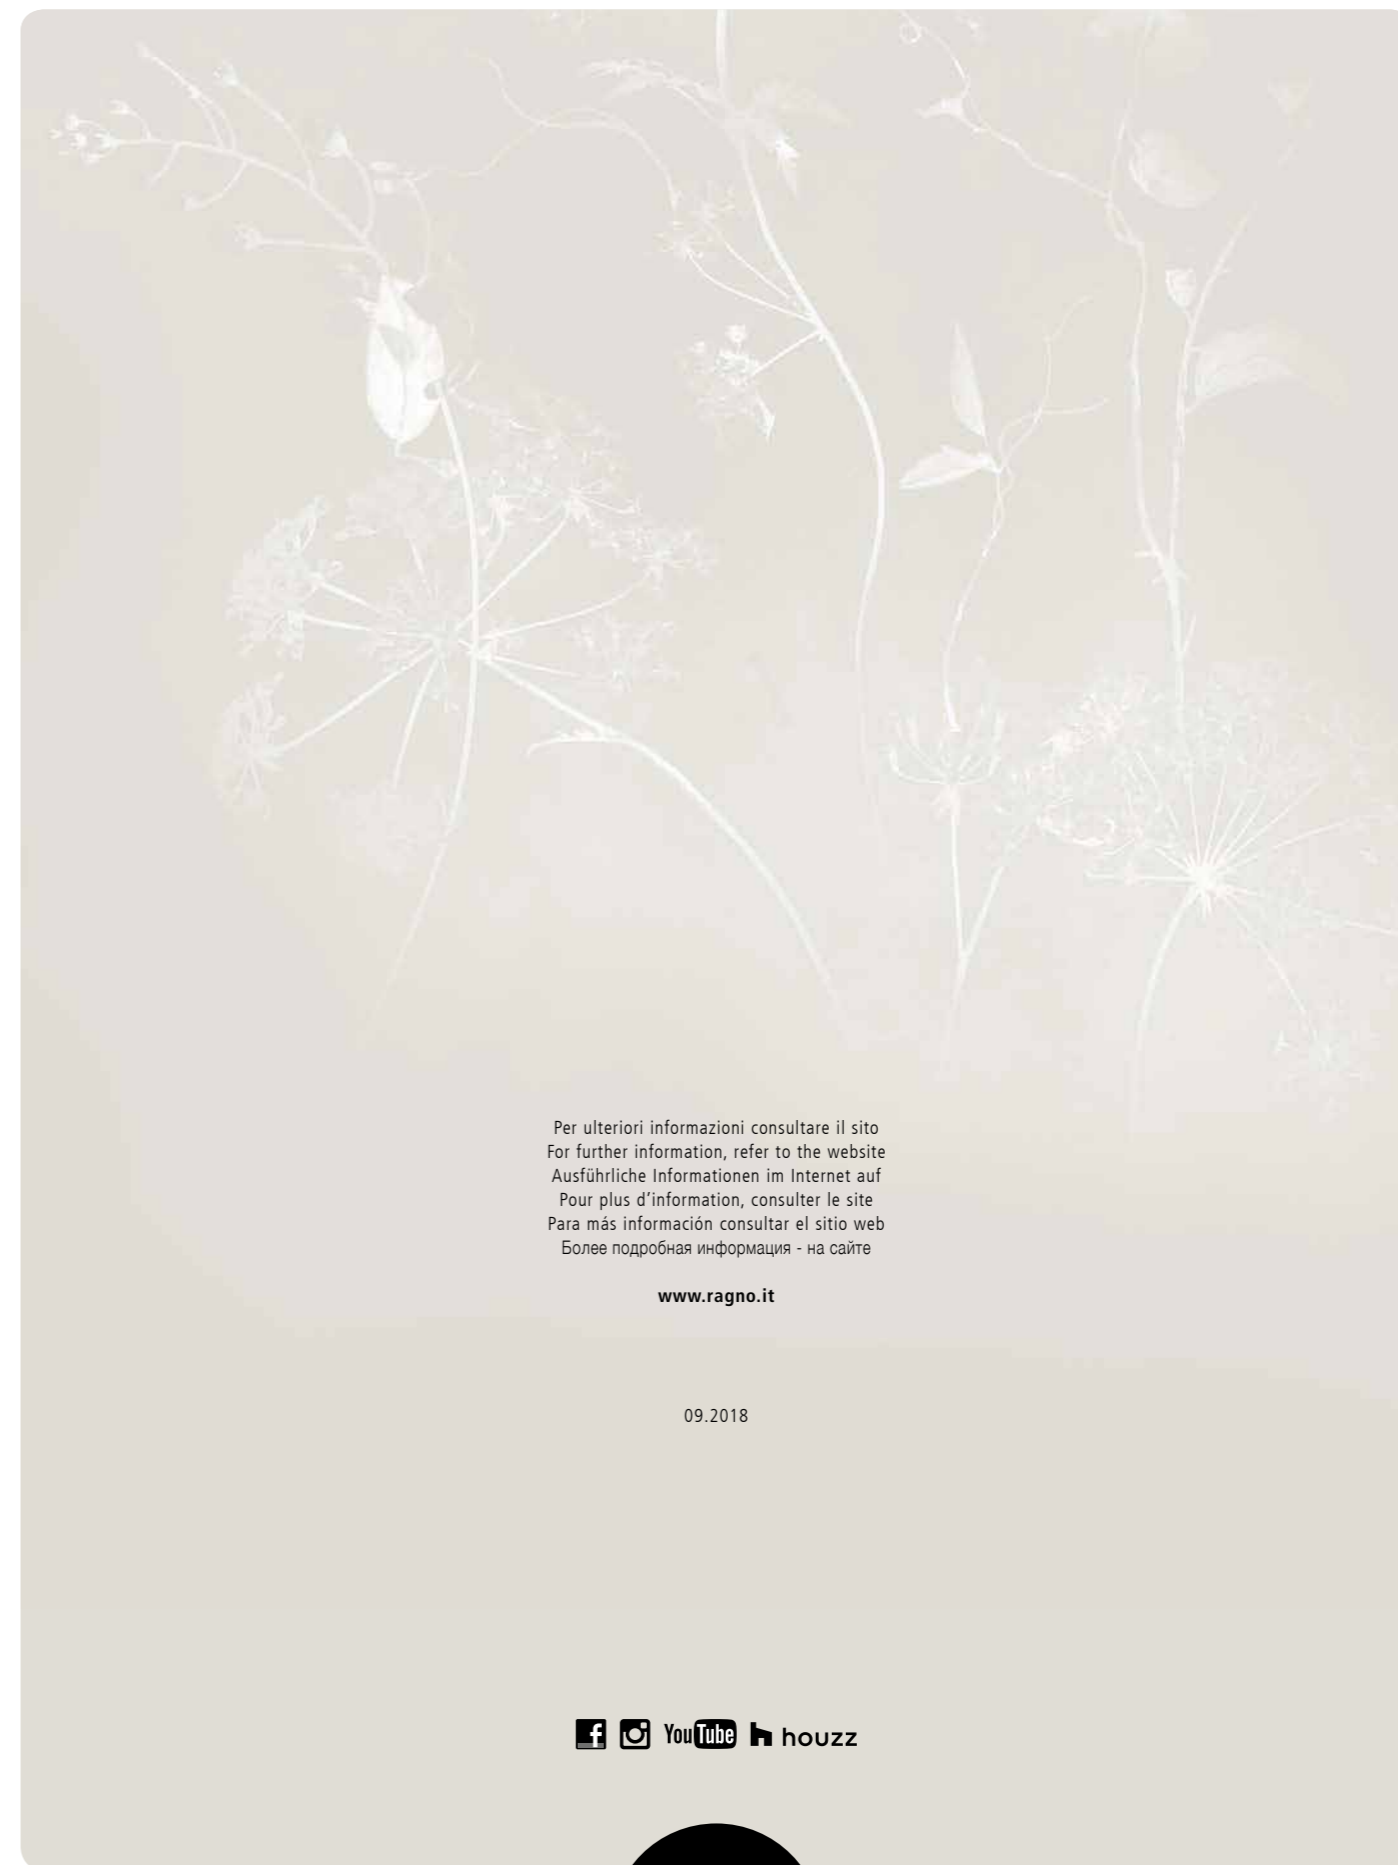 Per ulteriori informazioni consultare il sito
For further information, refer to the website
Ausführliche Informationen im Internet auf
Pour plus d’information, consulter le site
Para más información consultar el sitio web
Более подробная информация - на сайте
www.ragno.it
09.2018
YouTube houzz